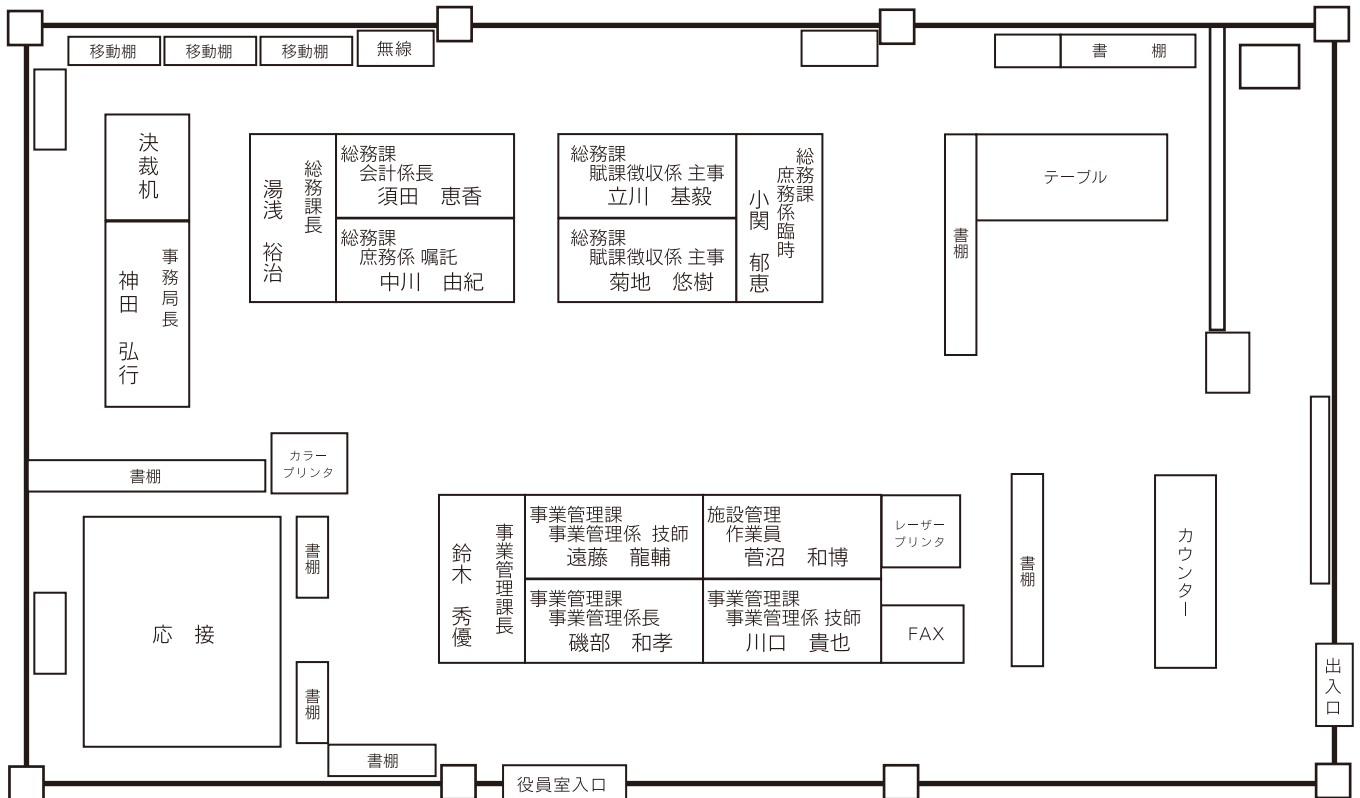 移動棚
移動棚
移動棚
無線
書　　棚
決裁机
事務局長
神田　弘行
総務課長
湯浅　裕治
総務課
会計係長
須田　恵香
総務課
庶務係 嘱託
中川　由紀
総務課
賦課徴収係 主事
立川　基毅
総務課
賦課徴収係 主事
菊地　悠樹
総務課
庶務係臨時
小関　郁恵
テーブル
書棚
書棚
カラー
プリンタ
応　接
書棚
書棚
書棚
事業管理課長
鈴木　秀優
事業管理課
事業管理係 技師
遠藤　龍輔
事業管理課
事業管理係長
磯部　和孝
施設管理
作業員
菅沼　和博
事業管理課
事業管理係 技師
川口　貴也
レーザー
プリンタ
FAX
書棚
カウンター
出入口
役員室入口